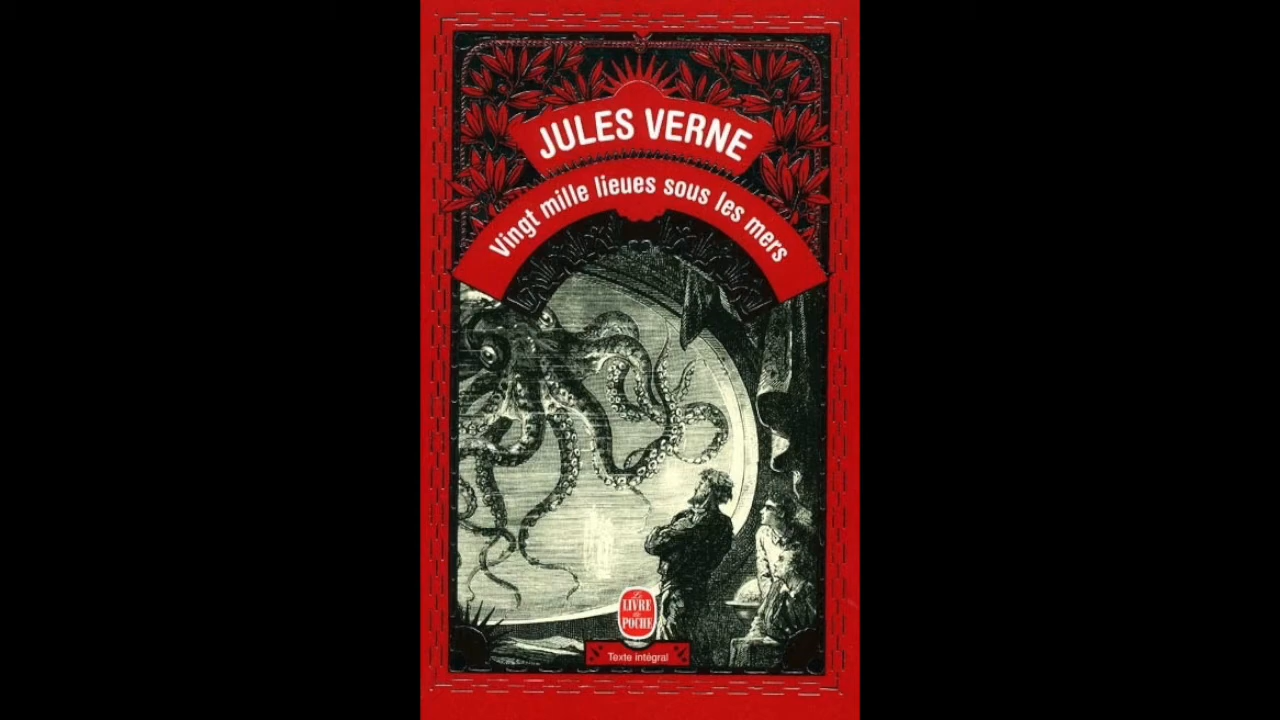 JULES VERNE
Vingt mille lieues sous les mers
Le
LIVRE
de
POCHE
Texte intégral